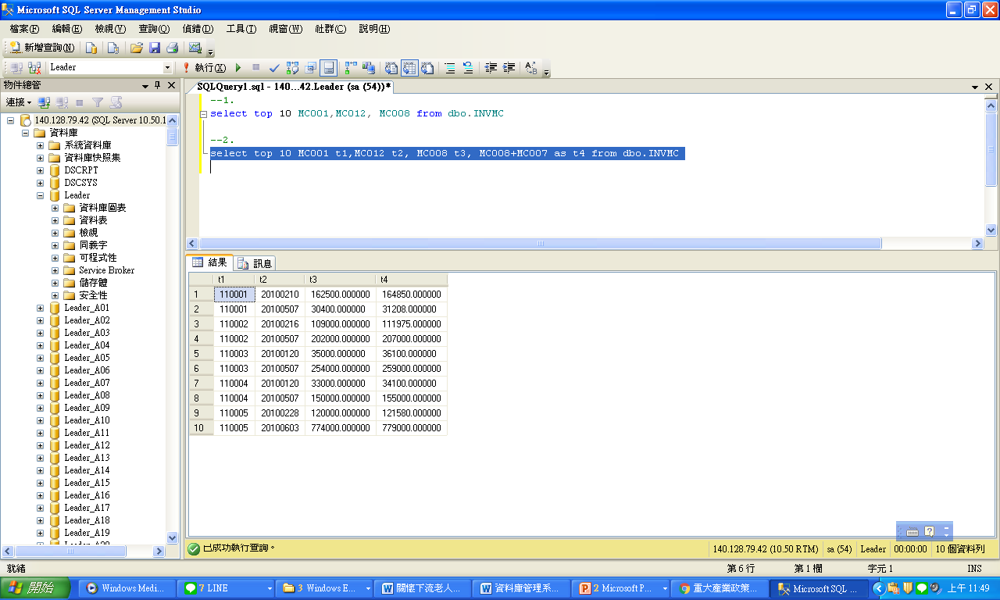 Microsoft SQL Server Management Studio
檔案(F) 編輯(E) 檢視(V) 查詢(Q) 偵錯(D) 工具(T) 視窗(W) 社群(C) 說明(H)
新增查詢(N)
Leader 執行(X)
物件總管
連接
140.128.79.42 (SQL Server 10.50.1
資料庫
系統資料庫
資料庫快照集
DSCRPT
DSCSYS
Leader
資料庫圖表
資料表
檢視
同義字
可程式性
Service Broker
儲存體
安全性
Leader_A01
Leader_A02
Leader_A03
Leader_A04
Leader_A05
Leader_A06
Leader_A07
Leader_A08
Leader_A09
Leader_A10
Leader_A11
Leader_A12
Leader_A13
Leader_A14
Leader_A15
Leader_A16
Leader_A17
Leader_A18
Leader_A19
SQLQuery1.sql - 140...42.Leader (sa (54))*
--1.
select top 10 MC001,MC012, MC008 from dbo.INVMC
--2.
select top 10 MC001 t1,MC012 t2, MC008 t3, MC008+MC007 as t4 from dbo.INVMC
結果 訊息
t1 t2 t3 t4
1 110001 20100210 162500.000000 164850.000000
2 110001 20100507 30400.000000 31208.000000
3 110002 20100216 109000.000000 111975.000000
4 110002 20100507 202000.000000 207000.000000
5 110003 20100120 35000.000000 36100.000000
6 110003 20100507 254000.000000 259000.000000
7 110004 20100120 33000.000000 34100.000000
8 110004 20100507 150000.000000 155000.000000
9 110005 20100228 120000.000000 121580.000000
10 110005 20100603 774000.000000 779000.000000
已成功執行查詢。 140.128.79.42 (10.50 RTM) sa (54) Leader 00:00:00 10 個資料列
就緒 第 6 行 第 1 欄 字元 1 INS
開始 Windows Medi... 7 LINE 3 Windows E... 關懷下流老人... 資料庫管理系... 2 Microsoft P... 重大產業政策... Microsoft SQL ... 上午 11:49